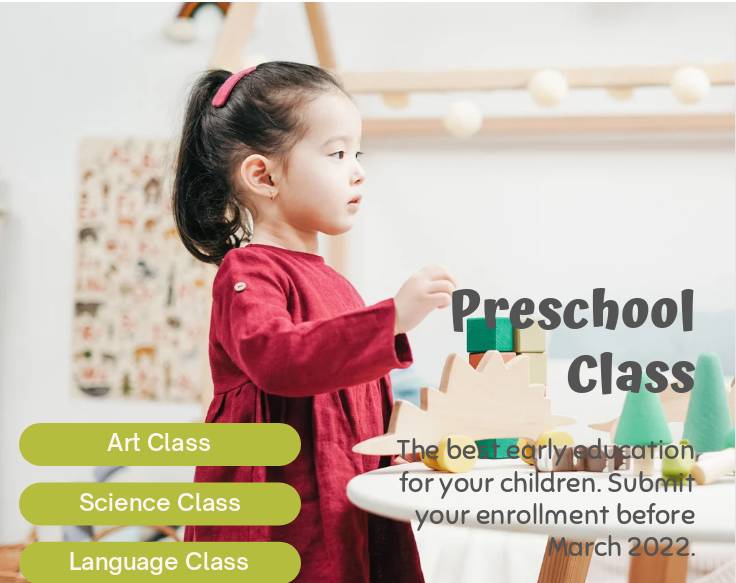 Preschool
Class
The best early education,
for your children. Submit
your enrollment before
March 2022.
Art Class
Science Class
Language Class